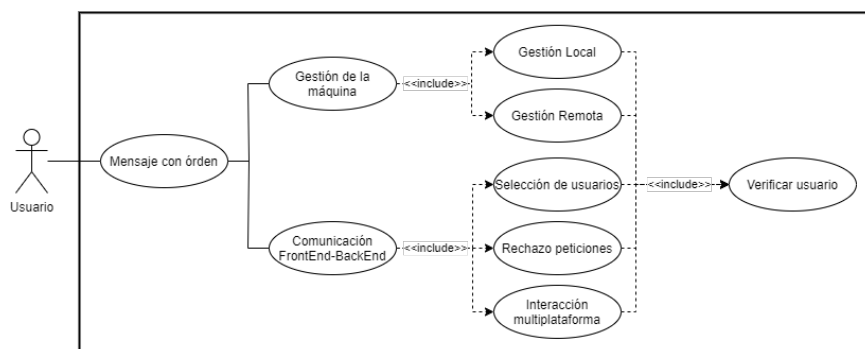 Gestión Local
Gestión de la
máquina
<<include>>
Gestión Remota
Mensaje con órden
Usuario
Selección de usuarios
<<include>>
Verificar usuario
Comunicación
FrontEnd-BackEnd
<<include>>
Rechazo peticiones
Interacción
multiplataforma